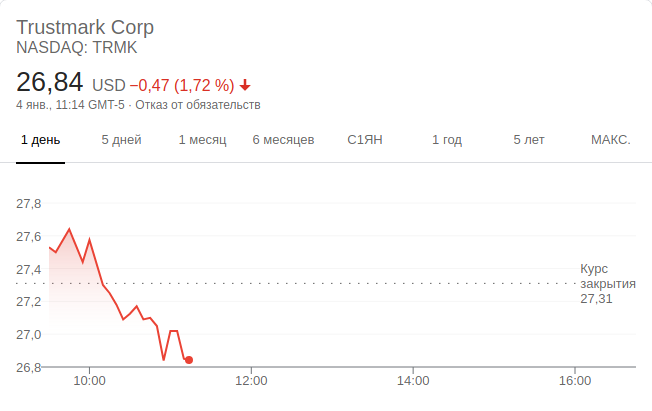 Trustmark Corp
NASDAQ: TRMK
26,84 USD −0,47 (1,72 %)
4 янв., 11:14 GMT-5 · Отказ от обязательств
1 день 5 дней 1 месяц 6 месяцев С1ЯН 1 год 5 лет МАКС.
27,8
27,6
27,4
27,2
27,0
26,8
Курс
закрытия
27,31
10:00 12:00 14:00 16:00